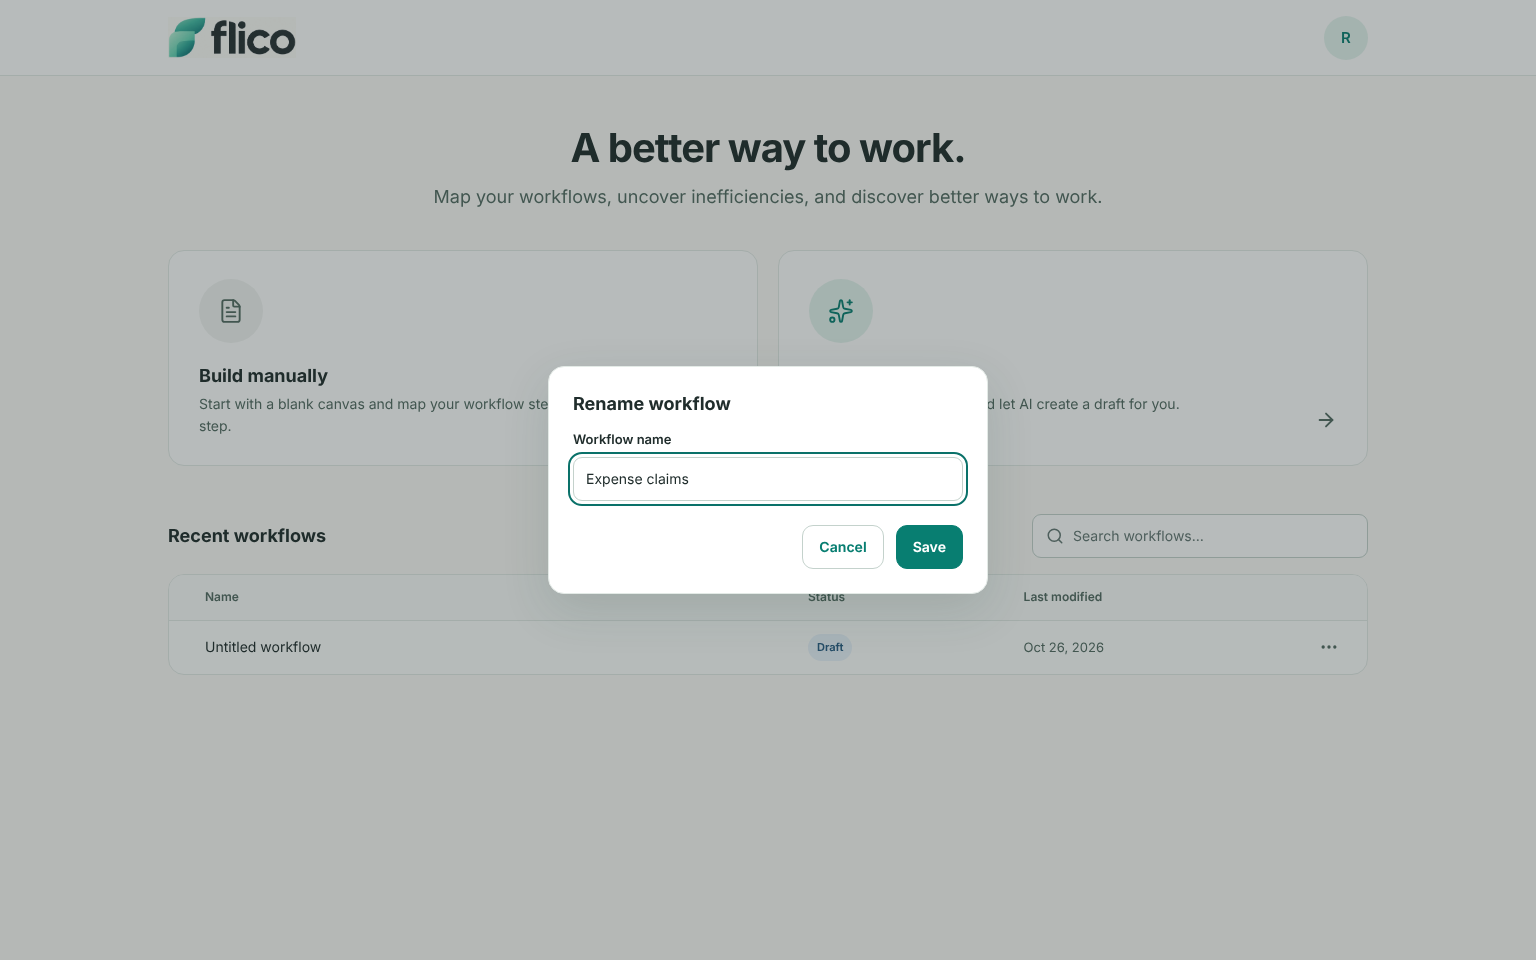 flico
R
A better way to work.
Map your workflows, uncover inefficiencies, and discover better ways to work.
Build manually
Start with a blank canvas and map your workflow
step.
let AI create a draft for you.
Rename workflow
Workflow name
Expense claims
Cancel
Save
Recent workflows
Search workflows...
Name
Status
Last modified
Untitled workflow
Draft
Oct 26, 2026